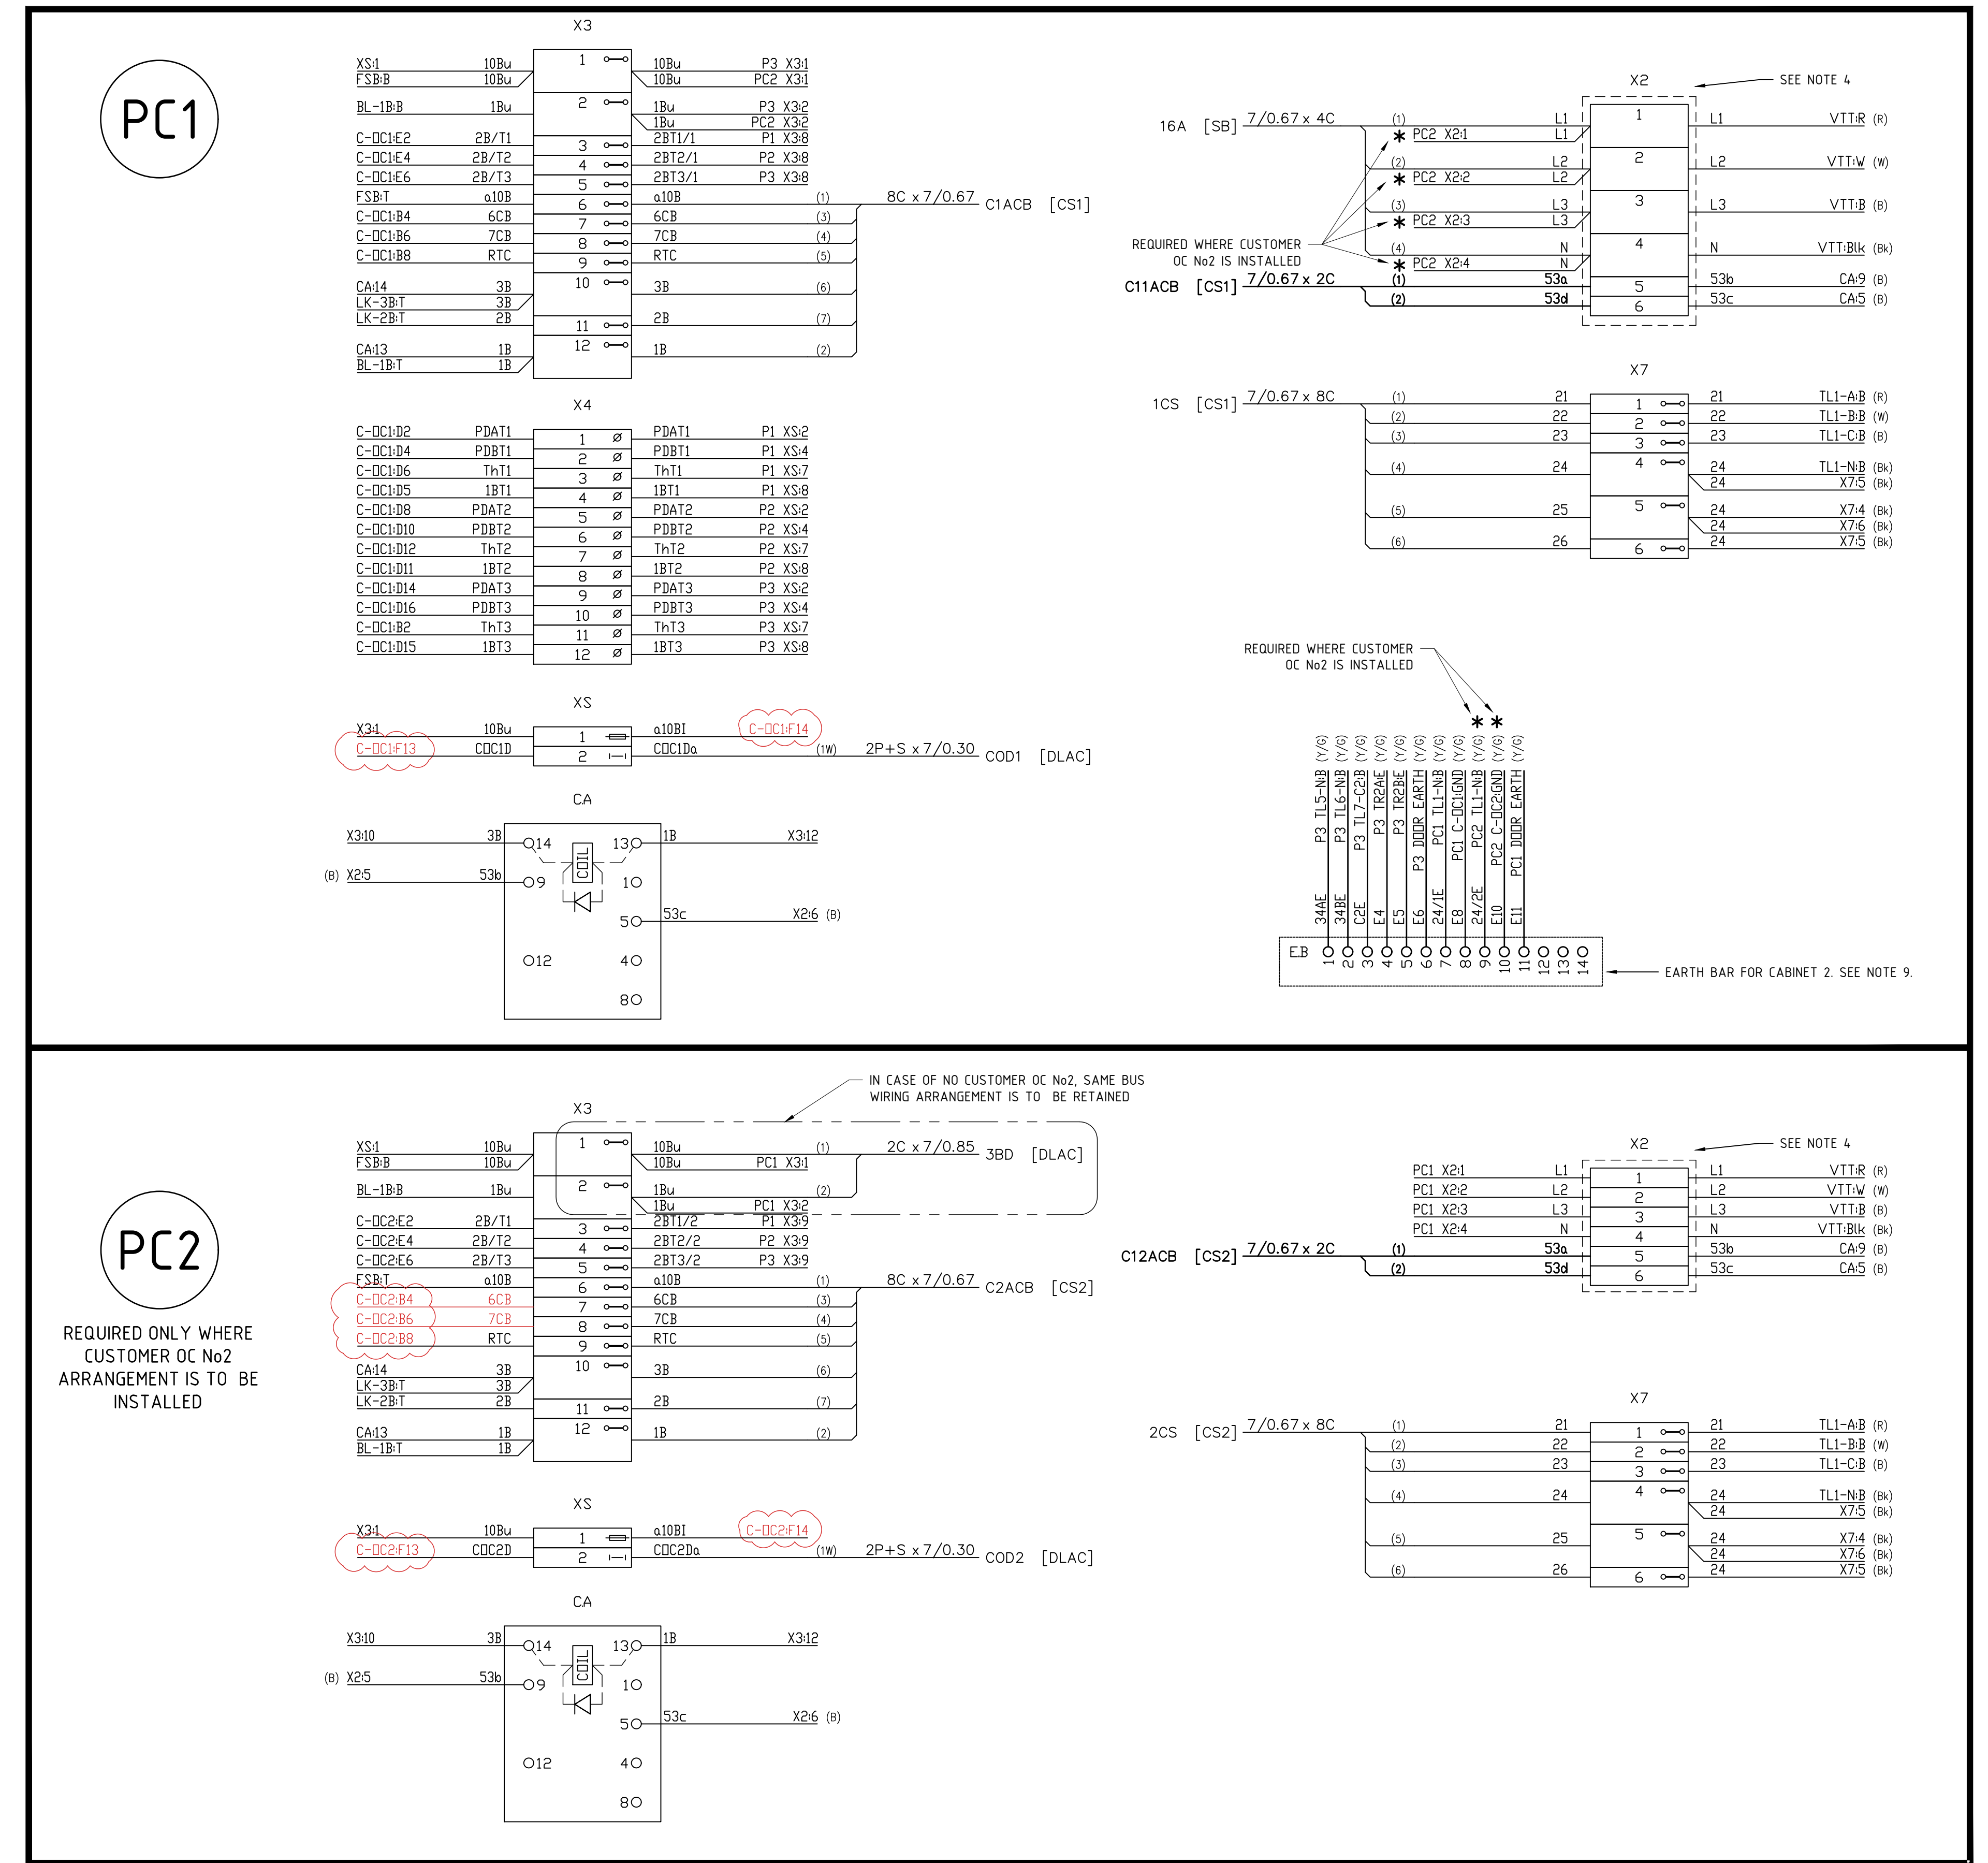 PC1
X3
XS:1 10Bu 1 10Bu P3 X3:1
FSB:B 10Bu 10Bu PC2 X3:1
BL-1B:B 1Bu 2 1Bu P3 X3:2
1Bu PC2 X3:2
C-OC1:E2 2B/T1 3 2BT1/1 P1 X3:8
C-OC1:E4 2B/T2 4 2BT2/1 P2 X3:8
C-OC1:E6 2B/T3 5 2BT3/1 P3 X3:8
FSB:T a10B 6 a10B (1) 8C x 7/0.67 C1ACB [CS1]
C-OC1:B4 6CB 7 6CB (3)
C-OC1:B6 7CB 8 7CB (4)
C-OC1:B8 RTC 9 RTC (5)
CA:14 3B 10 3B (6)
LK-3B:T 3B
LK-2B:T 2B 11 2B (7)
CA:13 1B 12 1B (2)
BL-1B:T 1B
X4
C-OC1:D2 PDAT1 1 Ø PDAT1 P1 XS:2
C-OC1:D4 PDBT1 2 Ø PDBT1 P1 XS:4
C-OC1:D6 ThT1 3 Ø ThT1 P1 XS:7
C-OC1:D5 1BT1 4 Ø 1BT1 P1 XS:8
C-OC1:D8 PDAT2 5 Ø PDAT2 P2 XS:2
C-OC1:D10 PDBT2 6 Ø PDBT2 P2 XS:4
C-OC1:D12 ThT2 7 Ø ThT2 P2 XS:7
C-OC1:D11 1BT2 8 Ø 1BT2 P2 XS:8
C-OC1:D14 PDAT3 9 Ø PDAT3 P3 XS:2
C-OC1:D16 PDBT3 10 Ø PDBT3 P3 XS:4
C-OC1:B2 ThT3 11 Ø ThT3 P3 XS:7
C-OC1:D15 1BT3 12 Ø 1BT3 P3 XS:8
XS
X3:1 10Bu 1 a10BI C-OC1:F14
C-OC1:F13 COC1D 2 COC1Da (1W) 2P+S x 7/0.30 COD1 [DLAC]
CA
X3:10 3B 14 COIL 13 1B X3:12
(B) X2:5 53b 9 1
5 53c X2:6 (B)
12 4
8
X2
SEE NOTE 4
16A [SB] 7/0.67 x 4C (1) L1 1 L1 VTT:R (R)
* PC2 X2:1 L1
(2) L2 2 L2 VTT:W (W)
* PC2 X2:2 L2
(3) L3 3 L3 VTT:B (B)
* PC2 X2:3 L3
REQUIRED WHERE CUSTOMER
OC No2 IS INSTALLED
(4) N 4 N VTT:Blk (Bk)
* PC2 X2:4 N
C11ACB [CS1] 7/0.67 x 2C (1) 53a 5 53b CA:9 (B)
(2) 53d 6 53c CA:5 (B)
X7
1CS [CS1] 7/0.67 x 8C (1) 21 1 21 TL1-A:B (R)
(2) 22 2 22 TL1-B:B (W)
(3) 23 3 23 TL1-C:B (B)
(4) 24 4 24 TL1-N:B (Bk)
24 X7:5 (Bk)
(5) 25 5 24 X7:4 (Bk)
24 X7:6 (Bk)
(6) 26 6 24 X7:5 (Bk)
REQUIRED WHERE CUSTOMER
OC No2 IS INSTALLED
* *
34AE P3 TL5-N:B (Y/G)
34BE P3 TL6-N:B (Y/G)
C2E P3 TL7-C2:B (Y/G)
E4 P3 TR2A:E (Y/G)
E5 P3 TR2B:E (Y/G)
E6 P3 DOOR EARTH (Y/G)
24/1E PC1 TL1-N:B (Y/G)
E8 PC1 C-OC1:GND (Y/G)
24/2E PC2 TL1-N:B (Y/G)
E10 PC2 C-OC2:GND (Y/G)
E11 PC1 DOOR EARTH (Y/G)
E.B 1 2 3 4 5 6 7 8 9 10 11 12 13 14
EARTH BAR FOR CABINET 2. SEE NOTE 9.
PC2
REQUIRED ONLY WHERE
CUSTOMER OC No2
ARRANGEMENT IS TO BE
INSTALLED
IN CASE OF NO CUSTOMER OC No2, SAME BUS
WIRING ARRANGEMENT IS TO BE RETAINED
X3
XS:1 10Bu 1 10Bu (1) 2C x 7/0.85 3BD [DLAC]
FSB:B 10Bu 10Bu PC1 X3:1
BL-1B:B 1Bu 2 1Bu (2)
1Bu PC1 X3:2
C-OC2:E2 2B/T1 3 2BT1/2 P1 X3:9
C-OC2:E4 2B/T2 4 2BT2/2 P2 X3:9
C-OC2:E6 2B/T3 5 2BT3/2 P3 X3:9
FSB:T a10B 6 a10B (1) 8C x 7/0.67 C2ACB [CS2]
C-OC2:B4 6CB 7 6CB (3)
C-OC2:B6 7CB 8 7CB (4)
C-OC2:B8 RTC 9 RTC (5)
CA:14 3B 10 3B (6)
LK-3B:T 3B
LK-2B:T 2B 11 2B (7)
CA:13 1B 12 1B (2)
BL-1B:T 1B
XS
X3:1 10Bu 1 a10BI C-OC2:F14
C-OC2:F13 COC2D 2 COC2Da (1W) 2P+S x 7/0.30 COD2 [DLAC]
CA
X3:10 3B 14 COIL 13 1B X3:12
(B) X2:5 53b 9 1
5 53c X2:6 (B)
12 4
8
X2
SEE NOTE 4
PC1 X2:1 L1 1 L1 VTT:R (R)
PC1 X2:2 L2 2 L2 VTT:W (W)
PC1 X2:3 L3 3 L3 VTT:B (B)
PC1 X2:4 N 4 N VTT:Blk (Bk)
C12ACB [CS2] 7/0.67 x 2C (1) 53a 5 53b CA:9 (B)
(2) 53d 6 53c CA:5 (B)
X7
2CS [CS2] 7/0.67 x 8C (1) 21 1 21 TL1-A:B (R)
(2) 22 2 22 TL1-B:B (W)
(3) 23 3 23 TL1-C:B (B)
(4) 24 4 24 TL1-N:B (Bk)
24 X7:5 (Bk)
(5) 25 5 24 X7:4 (Bk)
24 X7:6 (Bk)
(6) 26 6 24 X7:5 (Bk)